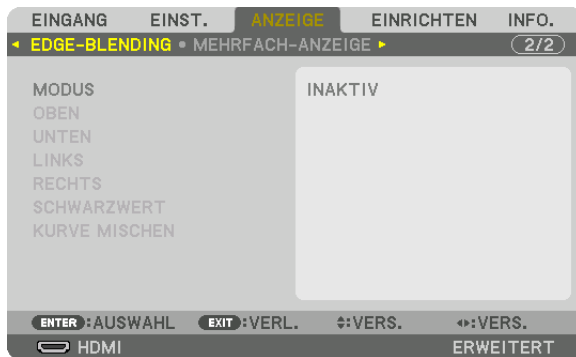 EINGANG EINST. ANZEIGE EINRICHTEN INFO.
EDGE-BLENDING • MEHRFACH-ANZEIGE 2/2
MODUS INAKTIV
OBEN
UNTEN
LINKS
RECHTS
SCHWARZWERT
KURVE MISCHEN
ENTER :AUSWAHL EXIT :VERL. :VERS. :VERS.
HDMI ERWEITERT